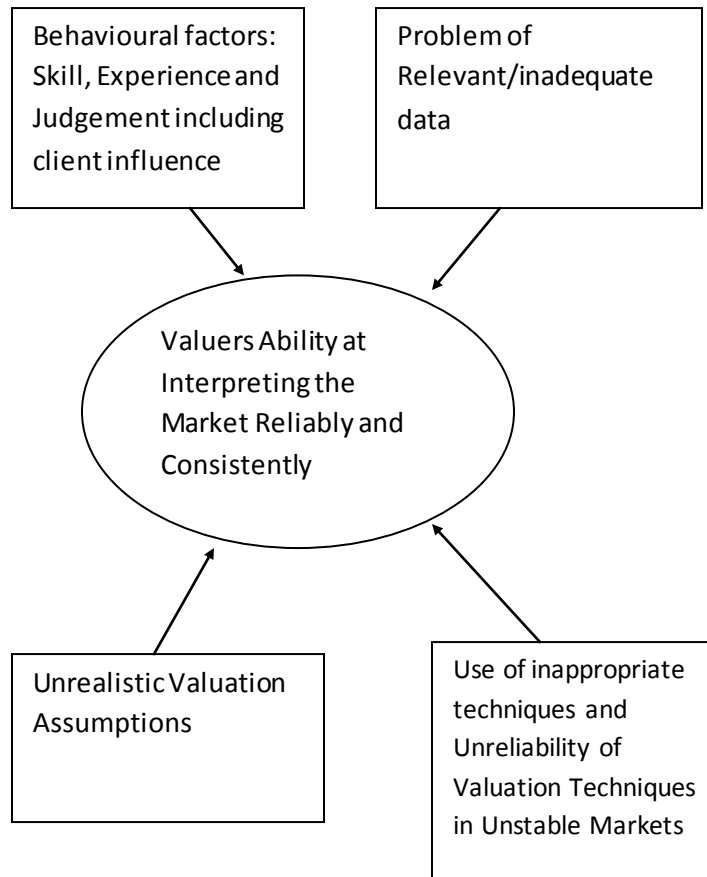 Behavioural factors:
Skill, Experience and
Judgement including
client influence
Problem of
Relevant/inadequate
data
Valuers Ability at
Interpreting the
Market Reliably and
Consistently
Unrealistic Valuation
Assumptions
Use of inappropriate
techniques and
Unreliability of
Valuation Techniques
in Unstable Markets